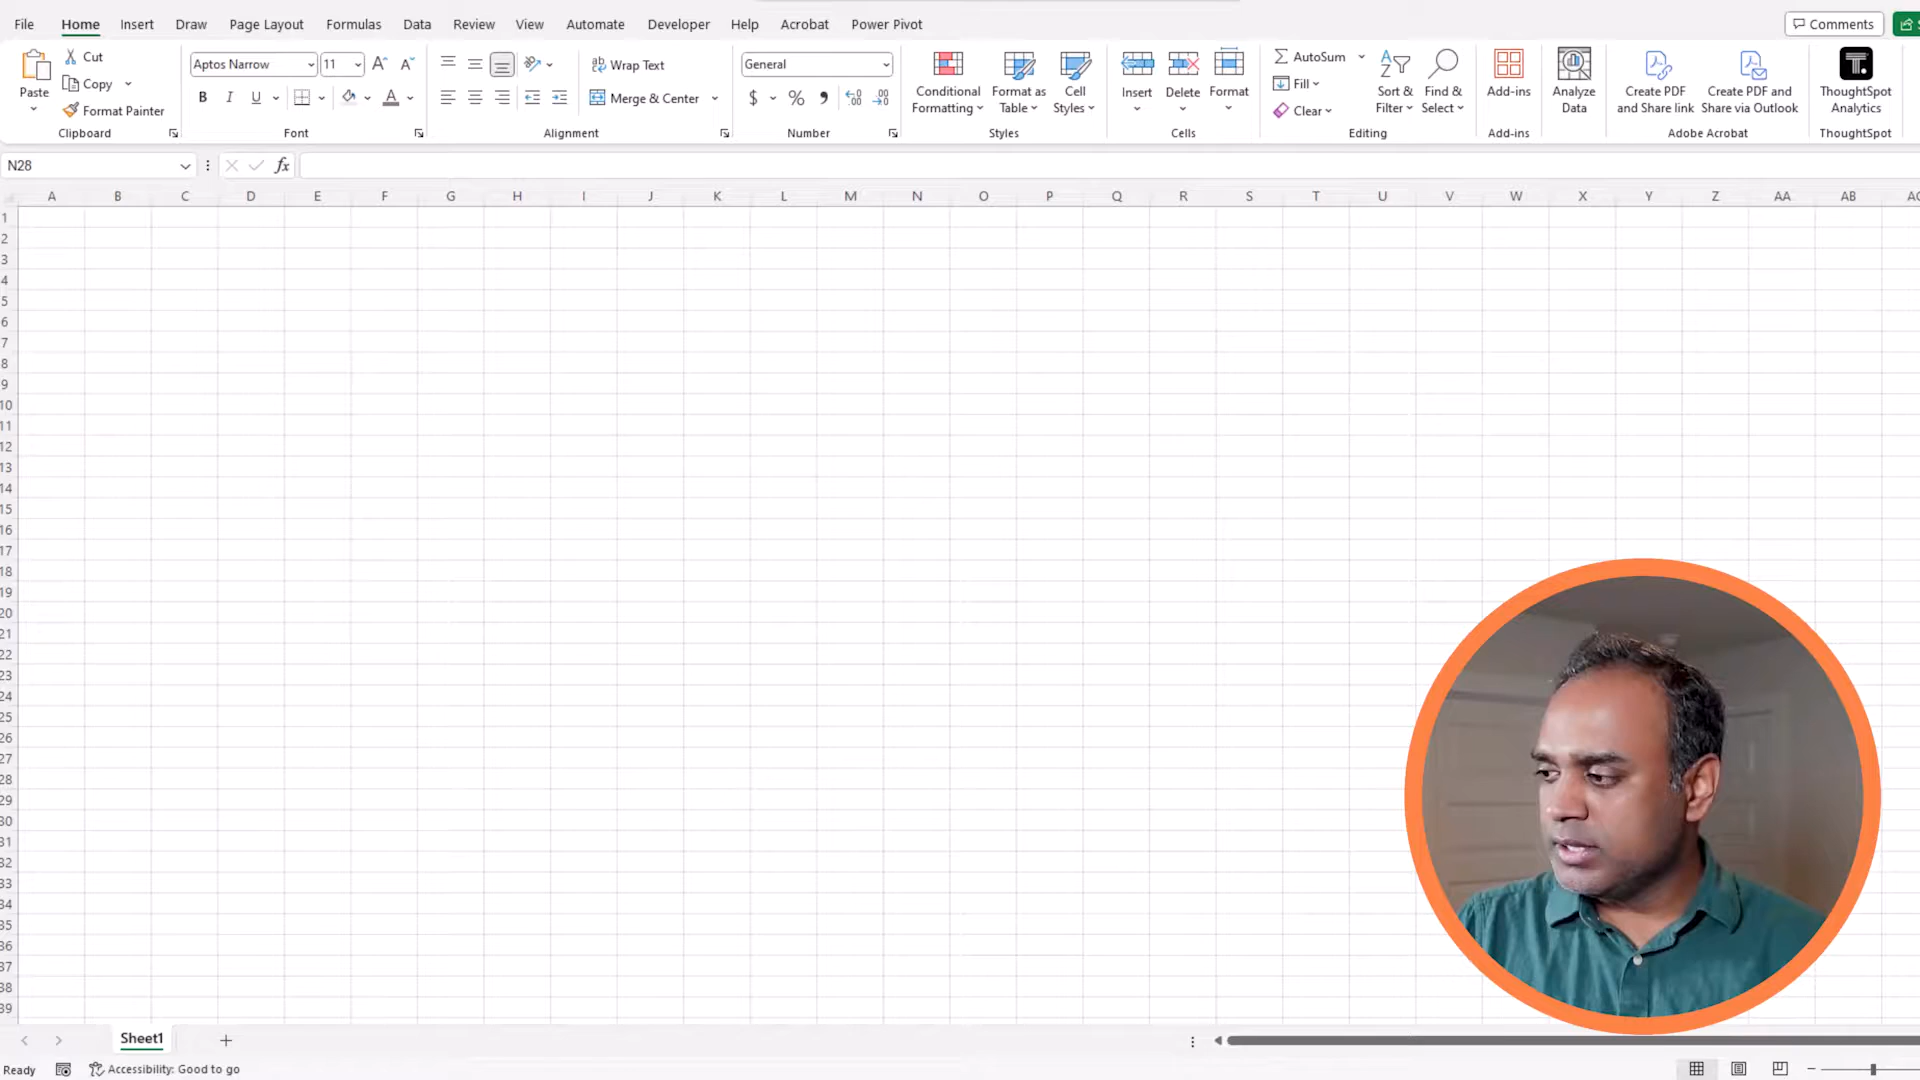 File Home Insert Draw Page Layout Formulas Data Review View Automate Developer Help Acrobat Power Pivot Comments
Paste Cut Copy Format Painter
Clipboard
Aptos Narrow 11
B I U
Font
Wrap Text
Merge & Center
Alignment
General
$ %
Number
Conditional Formatting
Format as Table
Cell Styles
Styles
Insert Delete Format
Cells
AutoSum
Fill
Clear
Sort & Filter
Find & Select
Editing
Add-ins
Add-ins
Analyze Data
Create PDF and Share link
Create PDF and Share via Outlook
Adobe Acrobat
ThoughtSpot Analytics
ThoughtSpot
N28 fx
A B C D E F G H I J K L M N O P Q R S T U V W X Y Z AA AB
1
2
3
4
5
6
7
8
9
10
11
12
13
14
15
16
17
18
19
20
21
22
23
24
25
26
27
28
29
30
31
32
33
34
35
36
37
38
39
Sheet1
Ready Accessibility: Good to go